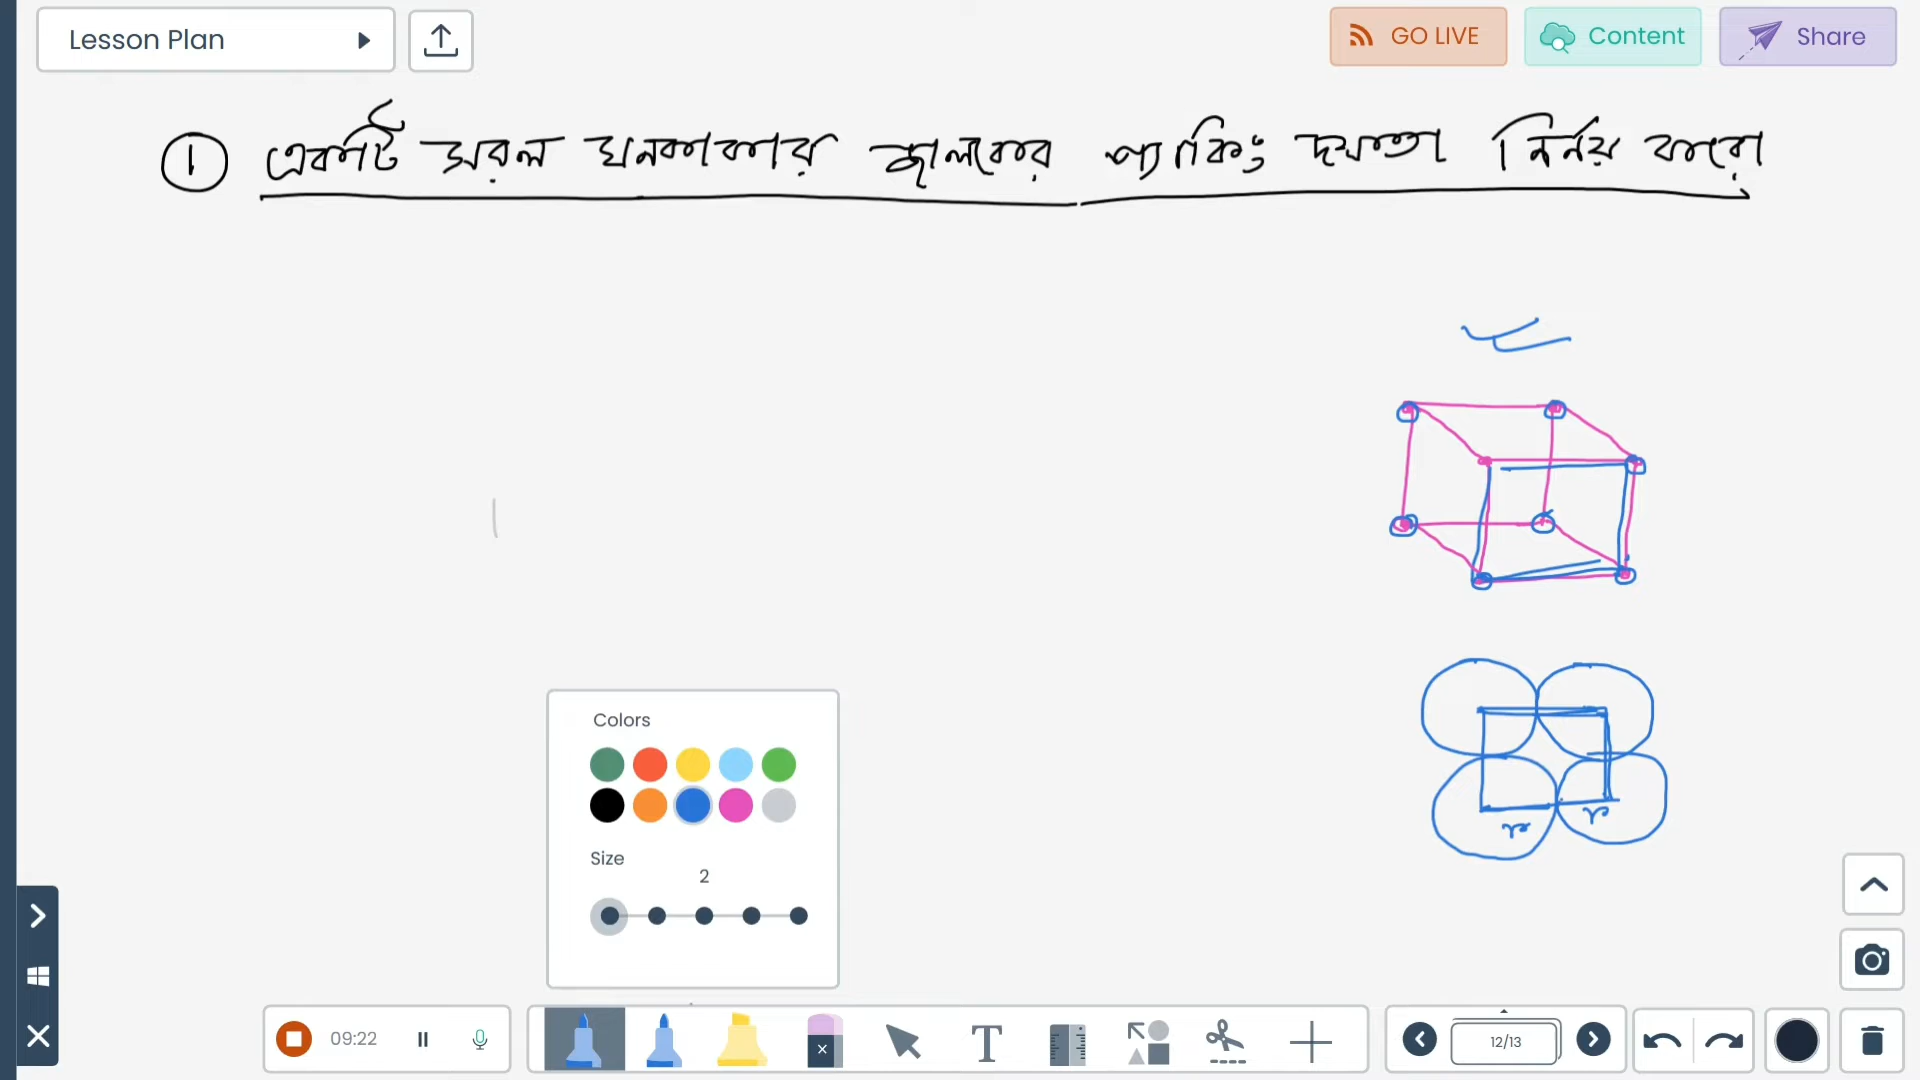 Lesson Plan
GO LIVE
Content
Share
① একটি সরল ঘনকাকার জালকের প্যাকিং দক্ষতা নির্নয় করো
r r
Colors
Size
2
09:22
T
12/13